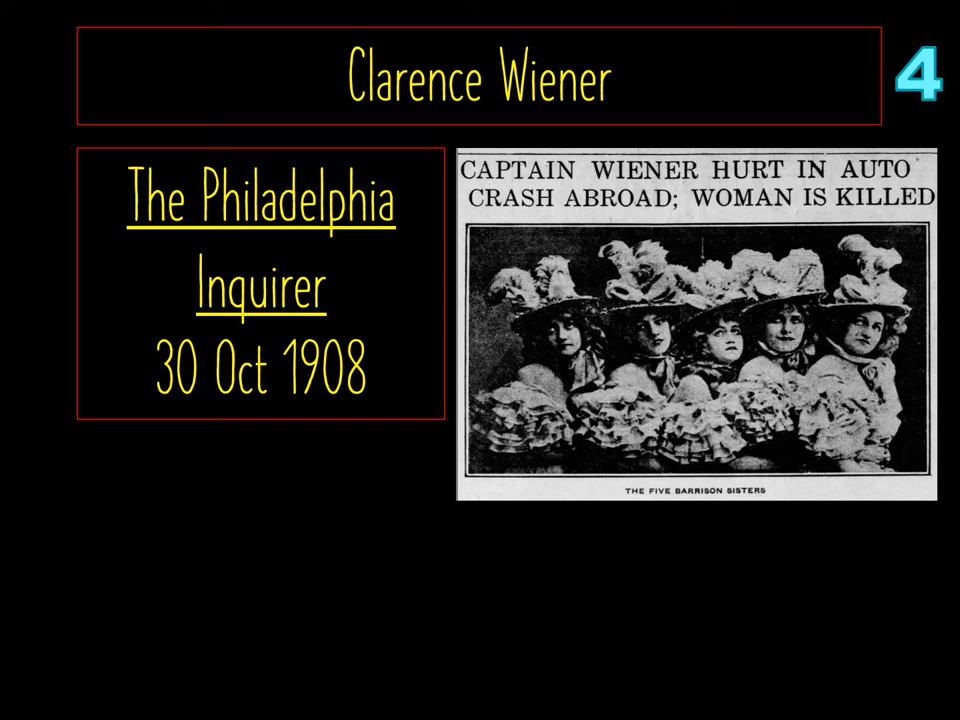 Clarence Wiener
4
The Philadelphia
Inquirer
30 Oct 1908
CAPTAIN WIENER HURT IN AUTO
CRASH ABROAD; WOMAN IS KILLED
THE FIVE BARRISON SISTERS